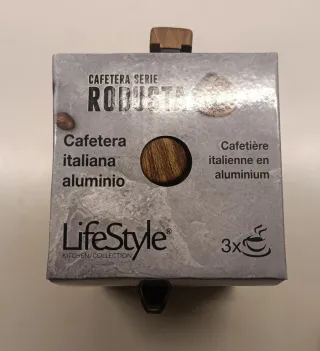 CAFETERA SERIE
ROBUSTA
Cafetera
italiana
aluminio
Cafetière
italienne en
aluminium
LifeStyle®
KITCHEN COLLECTION
3x